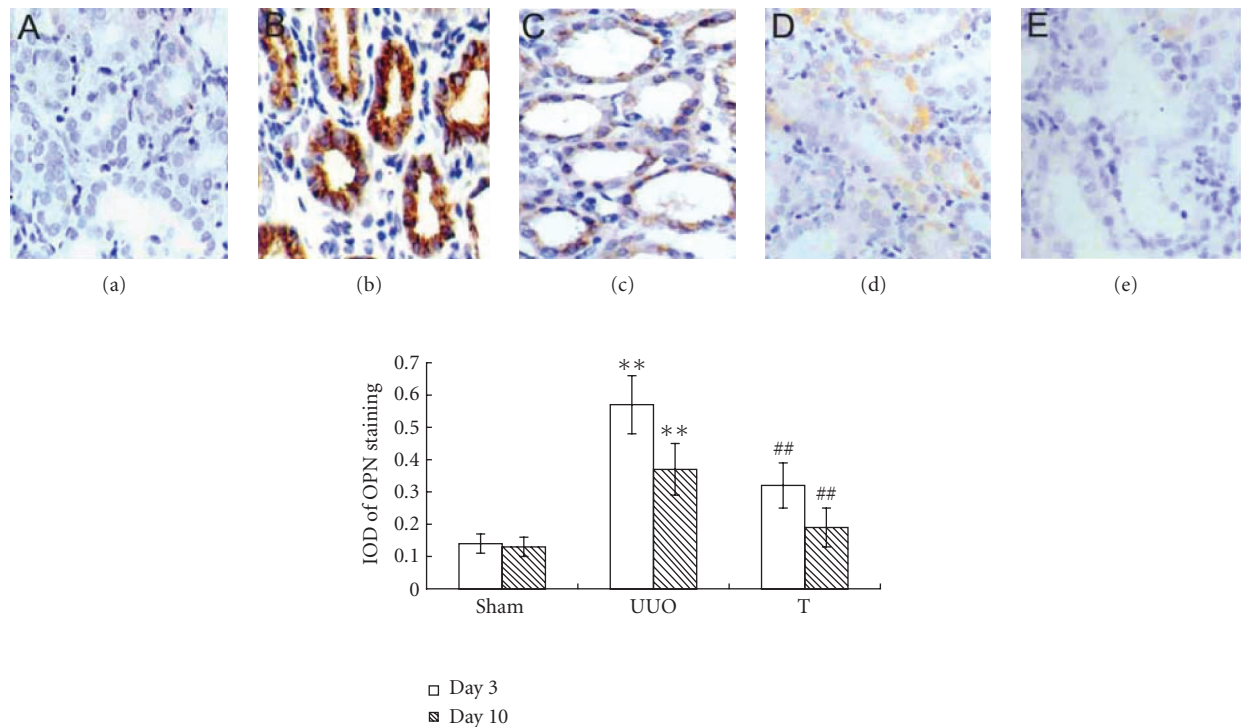 A B C D E
(a) (b) (c) (d) (e)
IOD of OPN staining
0.7
0.6
0.5
0.4
0.3
0.2
0.1
0
**
**
##
##
Sham UUO T
Day 3
Day 10